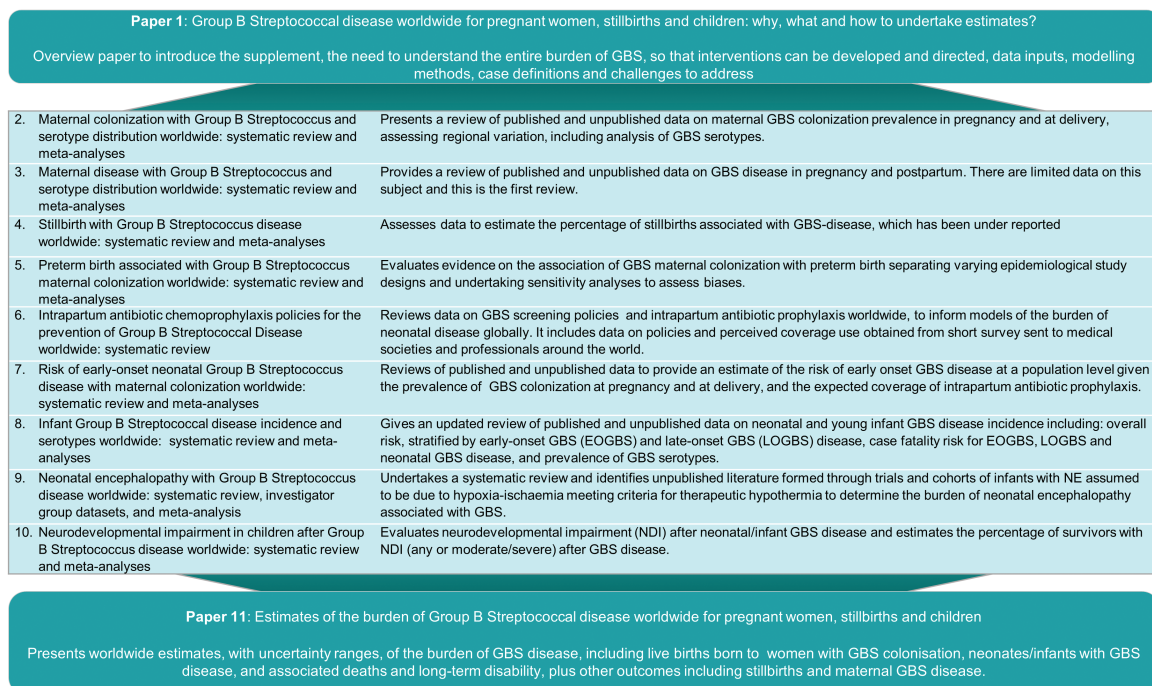 Paper 1: Group B Streptococcal disease worldwide for pregnant women, stillbirths and children: why, what and how to undertake estimates?
Overview paper to introduce the supplement, the need to understand the entire burden of GBS, so that interventions can be developed and directed, data inputs, modelling
methods, case definitions and challenges to address
2. Maternal colonization with Group B Streptococcus and
serotype distribution worldwide: systematic review and
meta-analyses
Presents a review of published and unpublished data on maternal GBS colonization prevalence in pregnancy and at delivery,
assessing regional variation, including analysis of GBS serotypes.
3. Maternal disease with Group B Streptococcus and
serotype distribution worldwide: systematic review and
meta-analyses
Provides a review of published and unpublished data on GBS disease in pregnancy and postpartum. There are limited data on this
subject and this is the first review.
4. Stillbirth with Group B Streptococcus disease
worldwide: systematic review and meta-analyses
Assesses data to estimate the percentage of stillbirths associated with GBS-disease, which has been under reported
5. Preterm birth associated with Group B Streptococcus
maternal colonization worldwide: systematic review and
meta-analyses
Evaluates evidence on the association of GBS maternal colonization with preterm birth separating varying epidemiological study
designs and undertaking sensitivity analyses to assess biases.
6. Intrapartum antibiotic chemoprophylaxis policies for the
prevention of Group B Streptococcal Disease
worldwide: systematic review
Reviews data on GBS screening policies and intrapartum antibiotic prophylaxis worldwide, to inform models of the burden of
neonatal disease globally. It includes data on policies and perceived coverage use obtained from short survey sent to medical
societies and professionals around the world.
7. Risk of early-onset neonatal Group B Streptococcus
disease with maternal colonization worldwide:
systematic review and meta-analyses
Reviews of published and unpublished data to provide an estimate of the risk of early onset GBS disease at a population level given
the prevalence of GBS colonization at pregnancy and at delivery, and the expected coverage of intrapartum antibiotic prophylaxis.
8. Infant Group B Streptococcal disease incidence and
serotypes worldwide: systematic review and meta-
analyses
Gives an updated review of published and unpublished data on neonatal and young infant GBS disease incidence including: overall
risk, stratified by early-onset GBS (EOGBS) and late-onset GBS (LOGBS) disease, case fatality risk for EOGBS, LOGBS and
neonatal GBS disease, and prevalence of GBS serotypes.
9. Neonatal encephalopathy with Group B Streptococcus
disease worldwide: systematic review, investigator
group datasets, and meta-analysis
Undertakes a systematic review and identifies unpublished literature formed through trials and cohorts of infants with NE assumed
to be due to hypoxia-ischaemia meeting criteria for therapeutic hypothermia to determine the burden of neonatal encephalopathy
associated with GBS.
10. Neurodevelopmental impairment in children after Group
B Streptococcus disease worldwide: systematic review
and meta-analyses
Evaluates neurodevelopmental impairment (NDI) after neonatal/infant GBS disease and estimates the percentage of survivors with
NDI (any or moderate/severe) after GBS disease.
Paper 11: Estimates of the burden of Group B Streptococcal disease worldwide for pregnant women, stillbirths and children
Presents worldwide estimates, with uncertainty ranges, of the burden of GBS disease, including live births born to women with GBS colonisation, neonates/infants with GBS
disease, and associated deaths and long-term disability, plus other outcomes including stillbirths and maternal GBS disease.